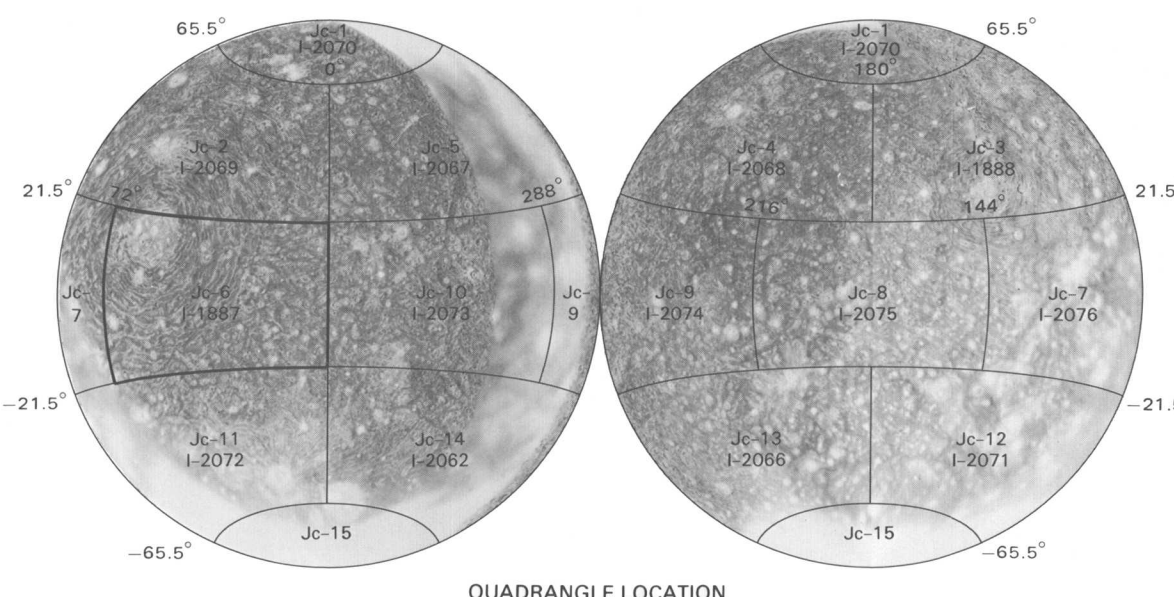 65.5°
Jc-1
I-2070
0°
Jc-2
I-2069
Jc-5
I-2067
21.5°
72°
288°
Jc-
7
Jc-6
I-1887
Jc-10
I-2073
Jc-
9
−21.5°
Jc-11
I-2072
Jc-14
I-2062
Jc-15
−65.5°
65.5°
Jc-1
I-2070
180°
Jc-4
I-2068
Jc-3
I-1888
21.5
216°
144°
Jc-9
I-2074
Jc-8
I-2075
Jc-7
I-2076
−21.5
Jc-13
I-2066
Jc-12
I-2071
Jc-15
−65.5°
QUADRANGLE LOCATION